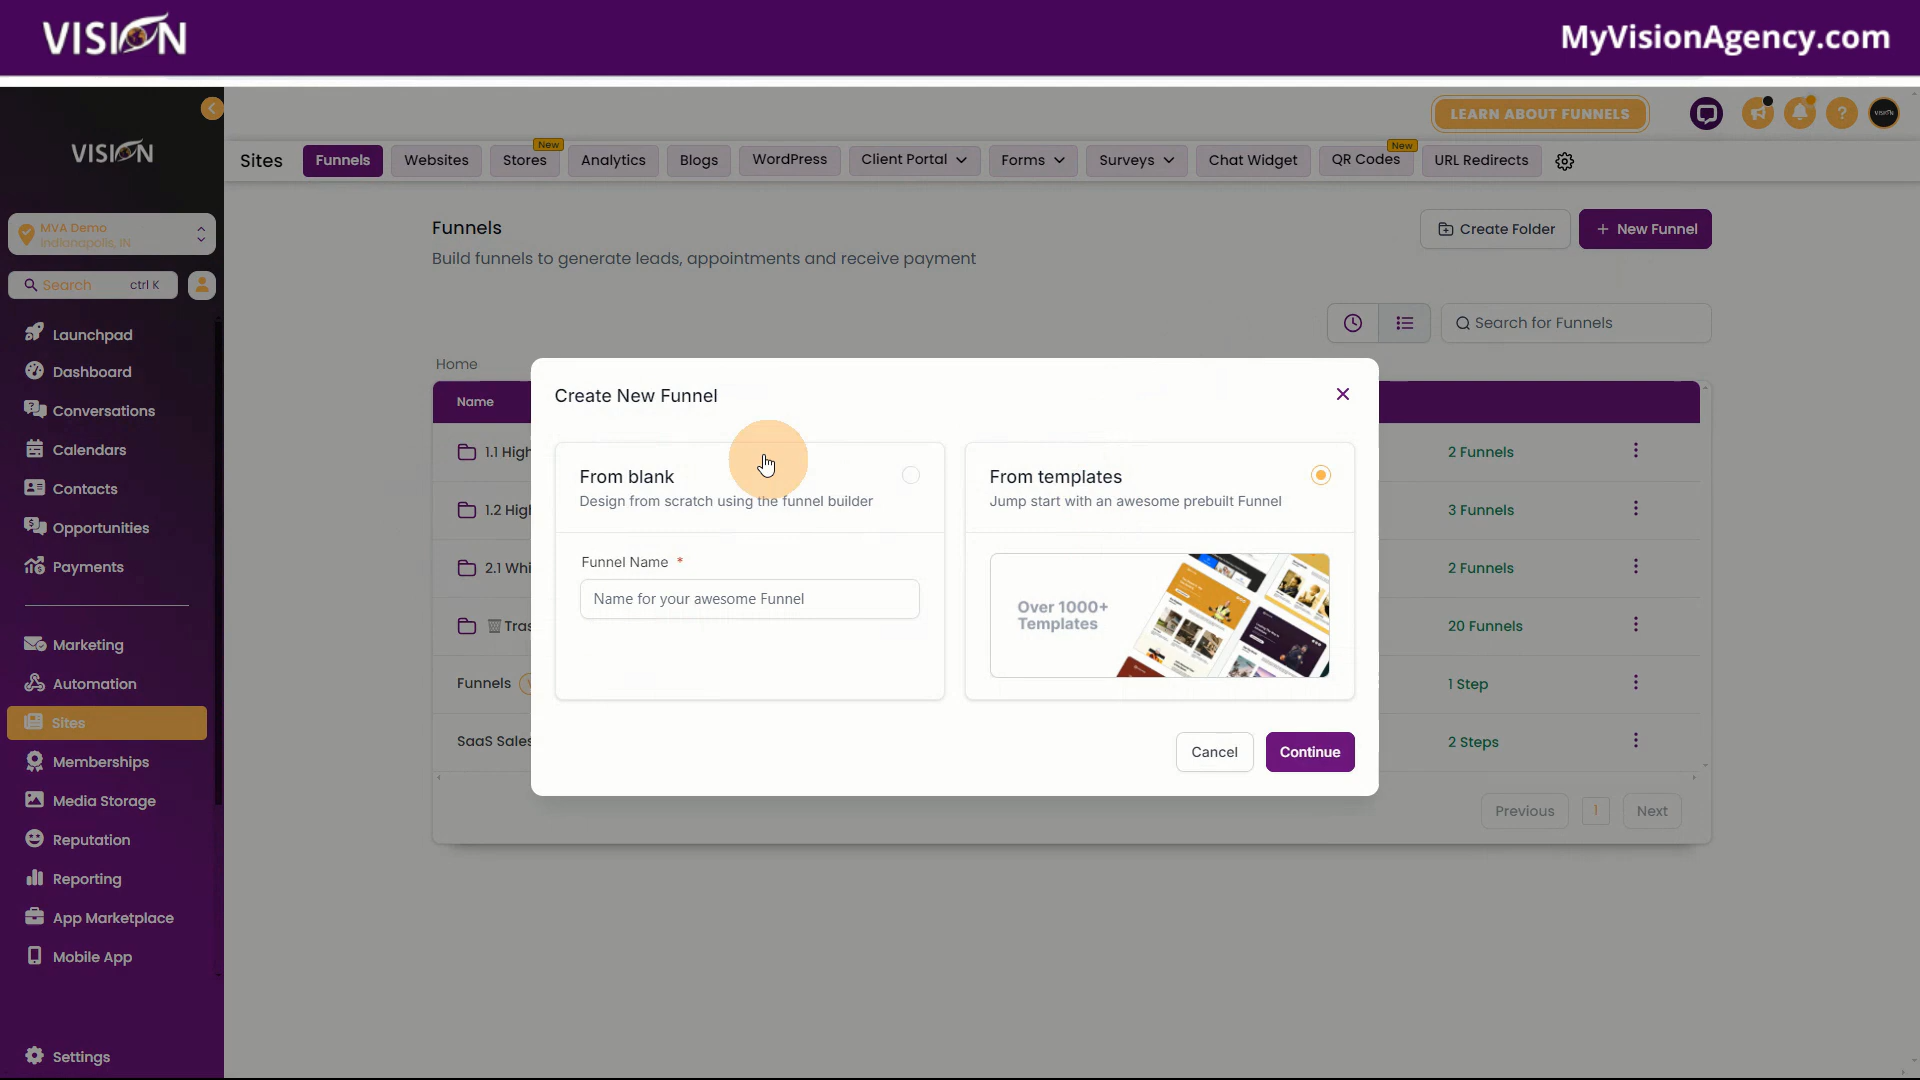 VISION
MyVisionAgency.com
LEARN ABOUT FUNNELS
VISION
Sites
Funnels
Websites
Stores
New
Analytics
Blogs
WordPress
Client Portal
Forms
Surveys
Chat Widget
QR Codes
New
URL Redirects
MVA Demo
Indianapolis, IN
Search
ctrl K
Launchpad
Dashboard
Conversations
Calendars
Contacts
Opportunities
Payments
Marketing
Automation
Sites
Memberships
Media Storage
Reputation
Reporting
App Marketplace
Mobile App
Settings
Funnels
Build funnels to generate leads, appointments and receive payment
Create Folder
+ New Funnel
Search for Funnels
Home
Name
1.1 High
2 Funnels
1.2 High
3 Funnels
2.1 Whi
2 Funnels
Tras
20 Funnels
Funnels
1 Step
SaaS Sales
2 Steps
Previous
1
Next
Create New Funnel
From blank
Design from scratch using the funnel builder
Funnel Name *
Name for your awesome Funnel
From templates
Jump start with an awesome prebuilt Funnel
Over 1000+
Templates
Cancel
Continue